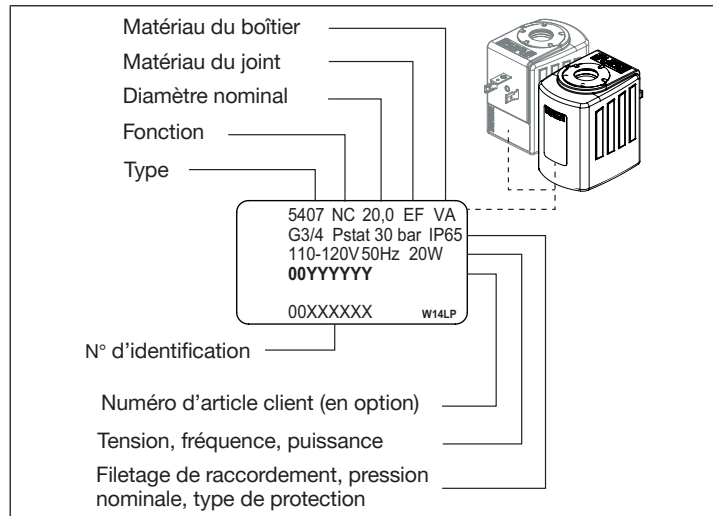 Matériau du boîtier
Matériau du joint
Diamètre nominal
Fonction
Type
5407 NC 20,0 EF VA
G3/4 Pstat 30 bar IP65
110-120V 50Hz 20W
00YYYYYY
00XXXXXX W14LP
N° d’identification
Numéro d’article client (en option)
Tension, fréquence, puissance
Filetage de raccordement, pression
nominale, type de protection